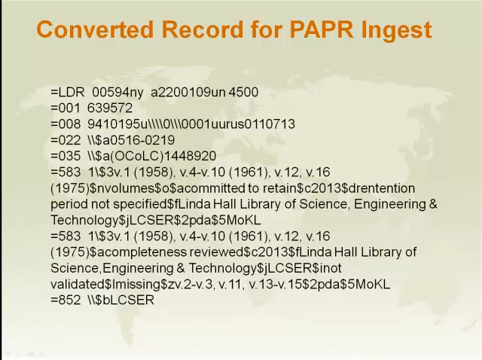 Converted Record for PAPR Ingest
=LDR 00594ny a2200109un 4500
=001 639572
=008 9410195u\\\\0\\\0001uurus0110713
=022 \\$a0516-0219
=035 \\$a(OCoLC)1448920
=583 1\$3v.1 (1958), v.4-v.10 (1961), v.12, v.16
(1975)$nvolumes$o$acommitted to retain$c2013$drentention
period not specified$fLinda Hall Library of Science, Engineering &
Technology$jLCSER$2pda$5MoKL
=583 1\$3v.1 (1958), v.4-v.10 (1961), v.12, v.16
(1975)$acompleteness reviewed$c2013$fLinda Hall Library of
Science,Engineering & Technology$jLCSER$inot
validated$lmissing$zv.2-v.3, v.11, v.13-v.15$2pda$5MoKL
=852 \\$bLCSER